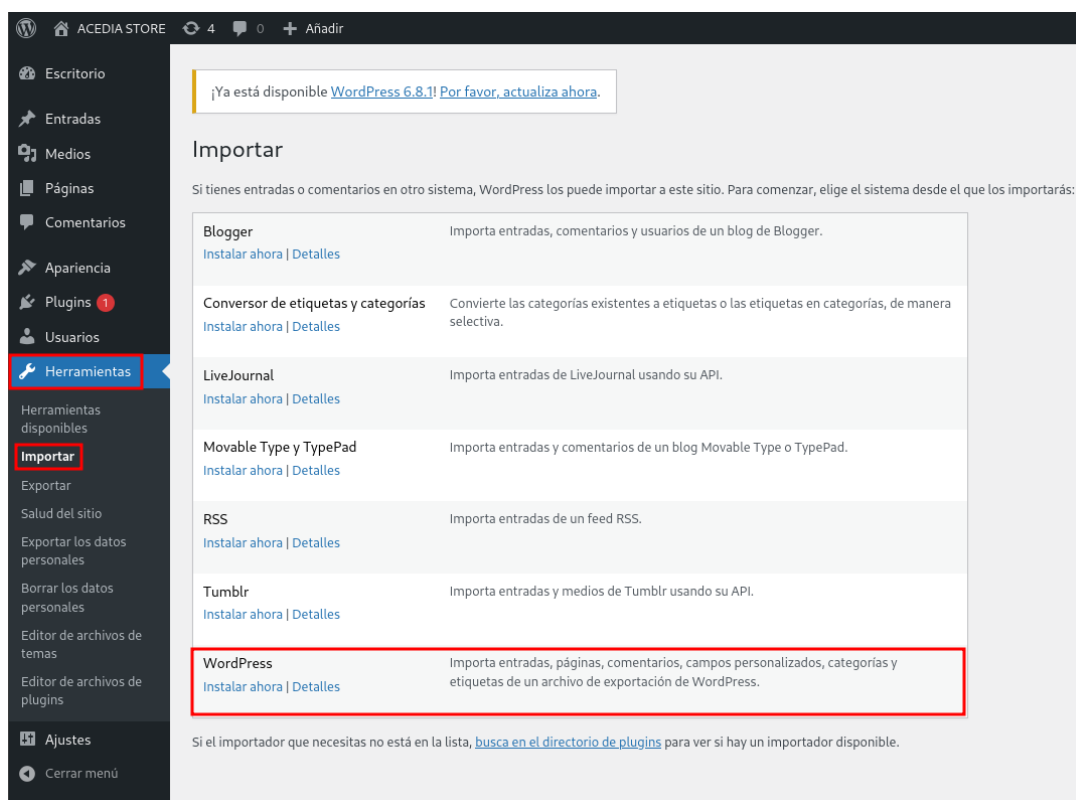 ACEDIA STORE 4 0 Añadir
Escritorio
Entradas
Medios
Páginas
Comentarios
Apariencia
Plugins 1
Usuarios
Herramientas
Herramientas
disponibles
Importar
Exportar
Salud del sitio
Exportar los datos
personales
Borrar los datos
personales
Editor de archivos de
temas
Editor de archivos de
plugins
Ajustes
Cerrar menú
¡Ya está disponible WordPress 6.8.1! Por favor, actualiza ahora.
Importar
Si tienes entradas o comentarios en otro sistema, WordPress los puede importar a este sitio. Para comenzar, elige el sistema desde el que los importarás:
Blogger
Instalar ahora | Detalles
Importa entradas, comentarios y usuarios de un blog de Blogger.
Conversor de etiquetas y categorías
Instalar ahora | Detalles
Convierte las categorías existentes a etiquetas o las etiquetas en categorías, de manera
selectiva.
LiveJournal
Instalar ahora | Detalles
Importa entradas de LiveJournal usando su API.
Movable Type y TypePad
Instalar ahora | Detalles
Importa entradas y comentarios de un blog Movable Type o TypePad.
RSS
Instalar ahora | Detalles
Importa entradas de un feed RSS.
Tumblr
Instalar ahora | Detalles
Importa entradas y medios de Tumblr usando su API.
WordPress
Instalar ahora | Detalles
Importa entradas, páginas, comentarios, campos personalizados, categorías y
etiquetas de un archivo de exportación de WordPress.
Si el importador que necesitas no está en la lista, busca en el directorio de plugins para ver si hay un importador disponible.